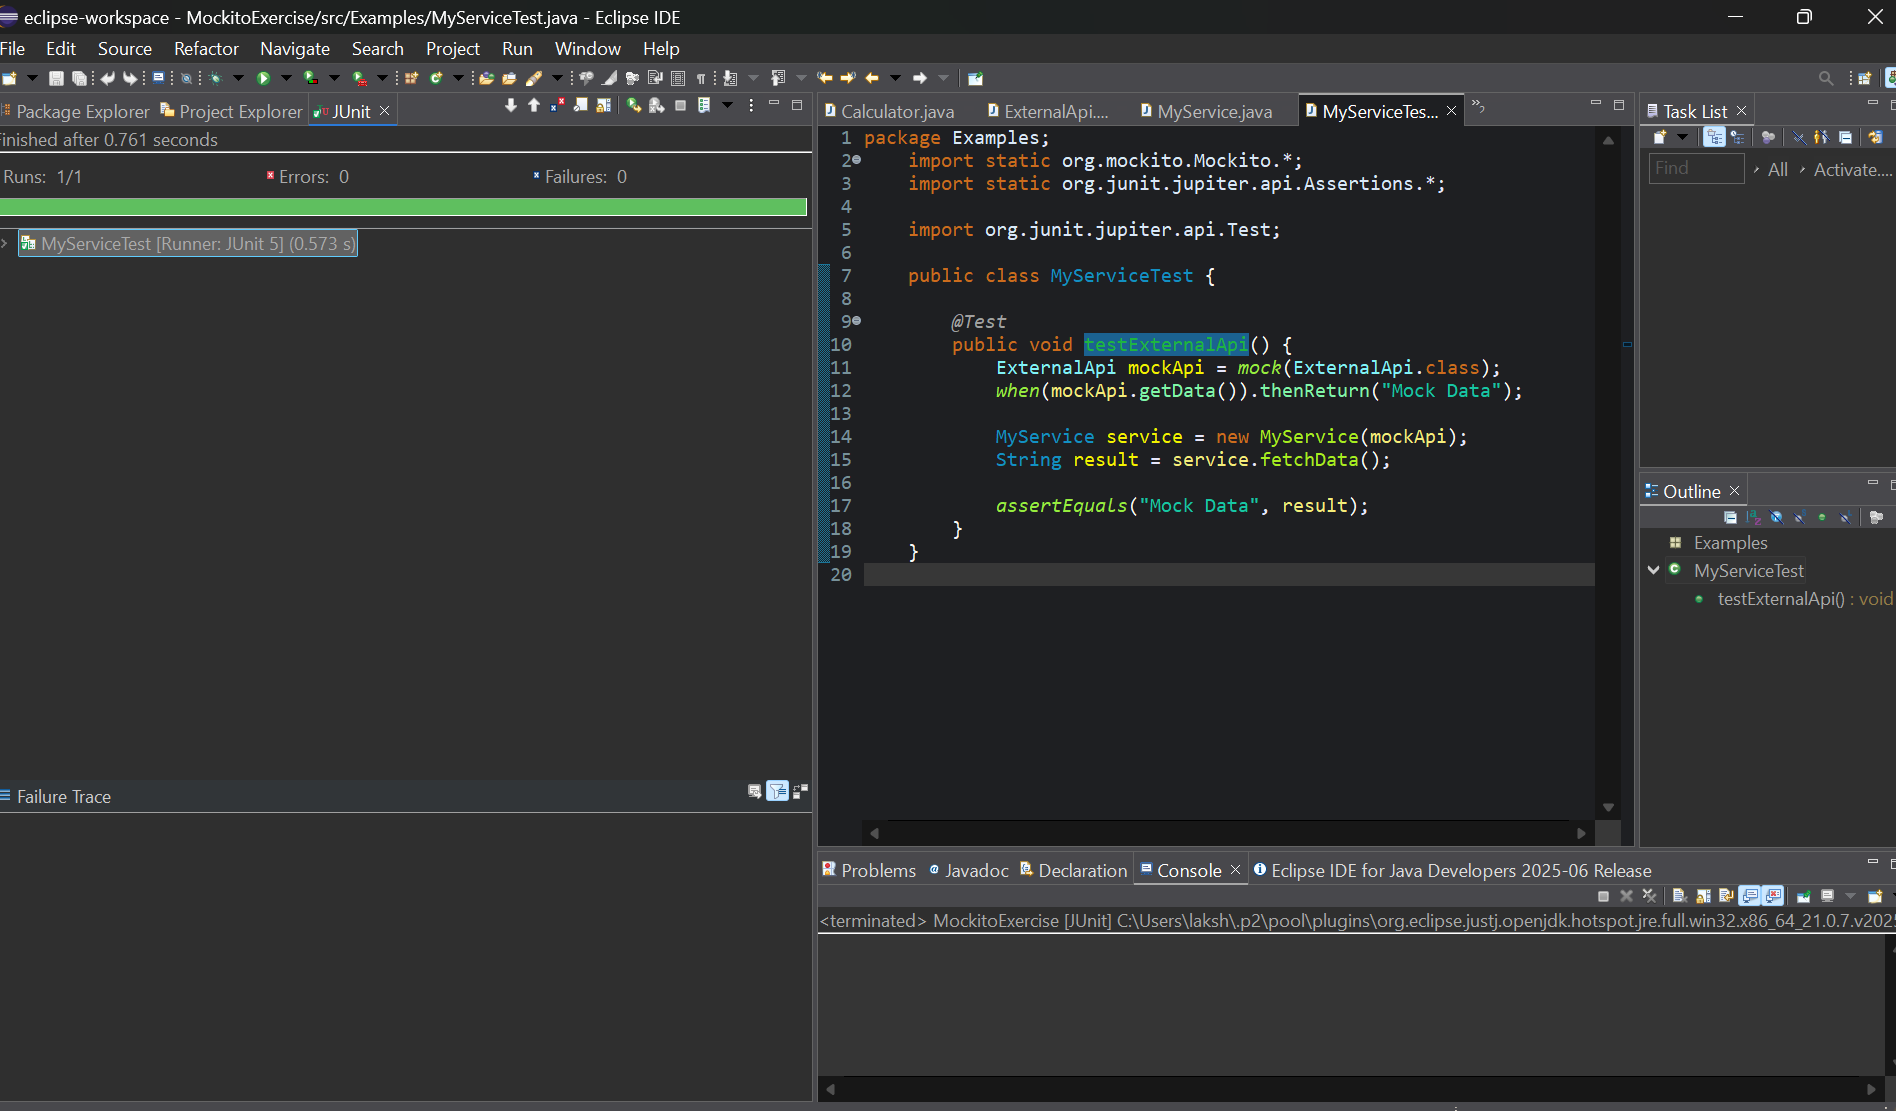 eclipse-workspace - MockitoExercise/src/Examples/MyServiceTest.java - Eclipse IDE
File Edit Source Refactor Navigate Search Project Run Window Help
Package Explorer Project Explorer JUnit
Finished after 0.761 seconds
Runs: 1/1 Errors: 0 Failures: 0
MyServiceTest [Runner: JUnit 5] (0.573 s)
Failure Trace
Calculator.java ExternalApi.... MyService.java MyServiceTes... »2
1 package Examples;
2 import static org.mockito.Mockito.*;
3 import static org.junit.jupiter.api.Assertions.*;
4
5 import org.junit.jupiter.api.Test;
6
7 public class MyServiceTest {
8
9 @Test
10 public void testExternalApi() {
11 ExternalApi mockApi = mock(ExternalApi.class);
12 when(mockApi.getData()).thenReturn("Mock Data");
13
14 MyService service = new MyService(mockApi);
15 String result = service.fetchData();
16
17 assertEquals("Mock Data", result);
18 }
19 }
20
Task List
Find All Activate....
Outline
Examples
MyServiceTest
testExternalApi() : void
Problems Javadoc Declaration Console Eclipse IDE for Java Developers 2025-06 Release
<terminated> MockitoExercise [JUnit] C:\Users\laksh\.p2\pool\plugins\org.eclipse.justj.openjdk.hotspot.jre.full.win32.x86_64_21.0.7.v2025